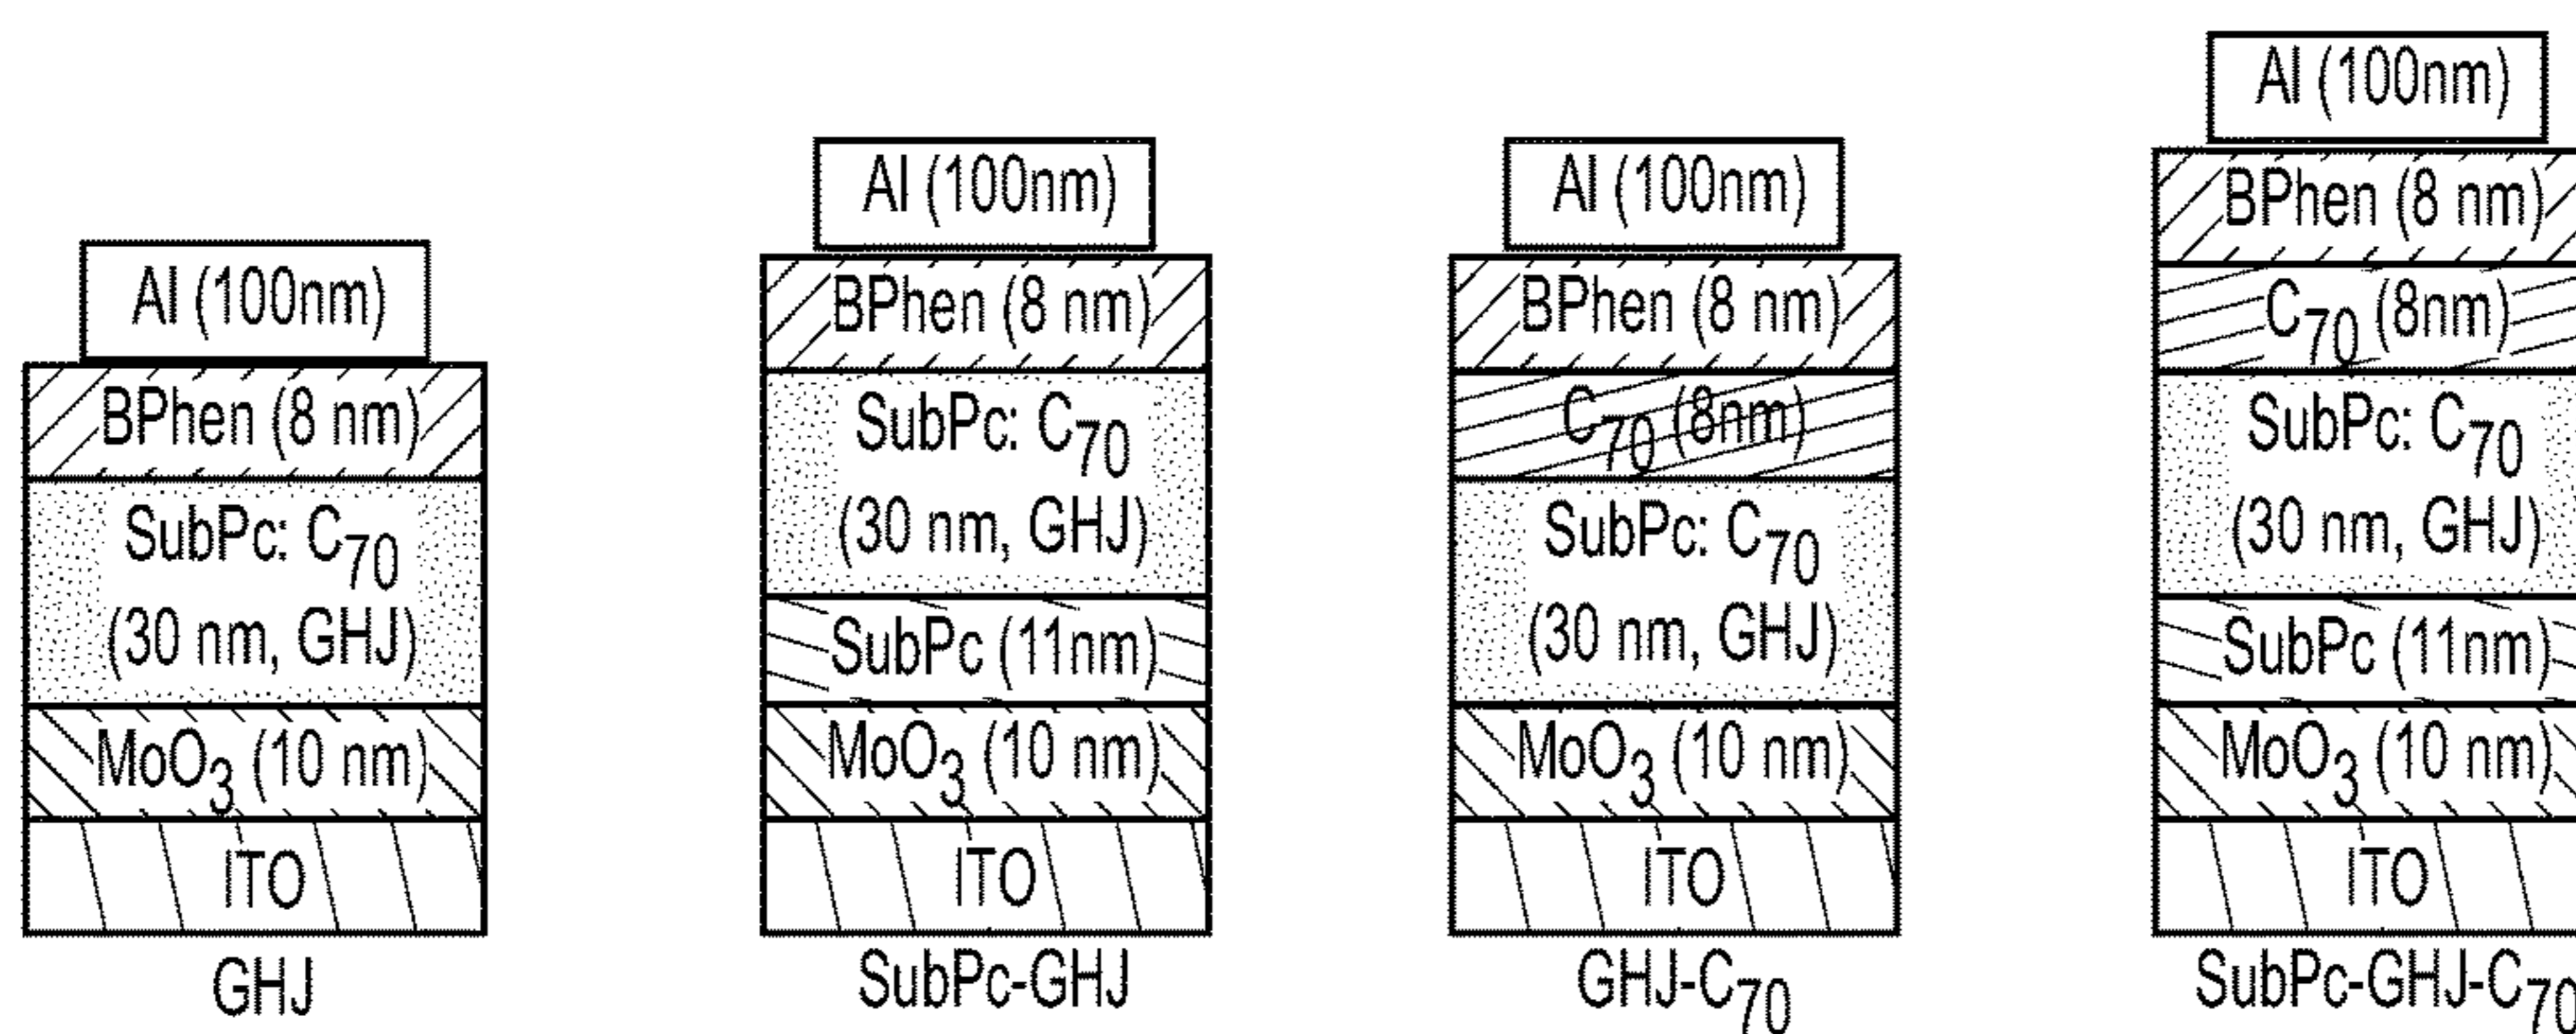 Al (100nm)
BPhen (8 nm)
SubPc: C70
(30 nm, GHJ)
MoO3 (10 nm)
ITO
GHJ
Al (100nm)
BPhen (8 nm)
SubPc: C70
(30 nm, GHJ)
SubPc (11nm)
MoO3 (10 nm)
ITO
SubPc-GHJ
Al (100nm)
BPhen (8 nm)
C70 (8nm)
SubPc: C70
(30 nm, GHJ)
MoO3 (10 nm)
ITO
GHJ-C70
Al (100nm)
BPhen (8 nm)
C70 (8nm)
SubPc: C70
(30 nm, GHJ)
SubPc (11nm)
MoO3 (10 nm)
ITO
SubPc-GHJ-C70